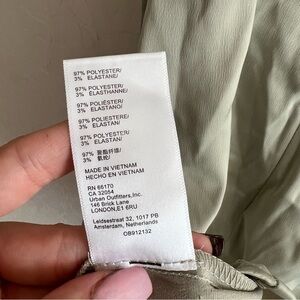 97% POLYESTER/
3% ELASTANE/
97% POLYESTER/
3% ÉLASTHANNE/
97% POLIÉSTER/
3% ELASTANO/
97% POLIESTERE/
3% ELASTAN/
97% POLYESTER/
3% ELASTAN/
97% 聚酯纤维/
3% 氨纶/
MADE IN VIETNAM
HECHO EN VIETNAM
RN 66170
CA 32054
Urban Outfitters,Inc.
146 Brick Lane
LONDON,E1 6RU
Leidsestraat 32, 1017 PB
Amsterdam, Netherlands
OB912132